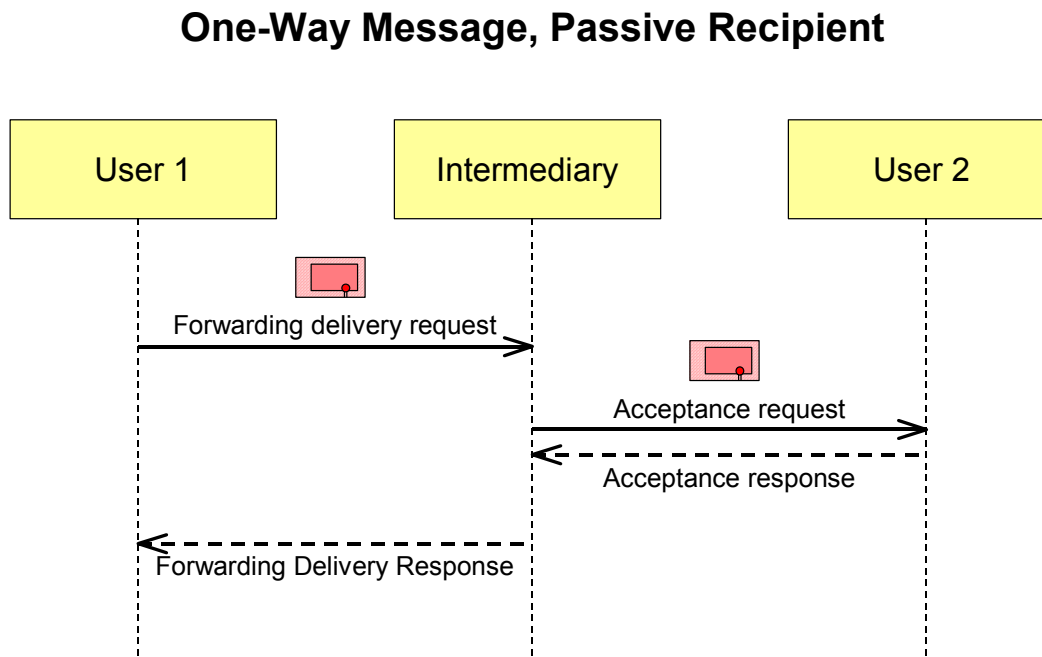 One-Way Message, Passive Recipient
User 1
Intermediary
User 2
Forwarding delivery request
Acceptance request
Acceptance response
Forwarding Delivery Response